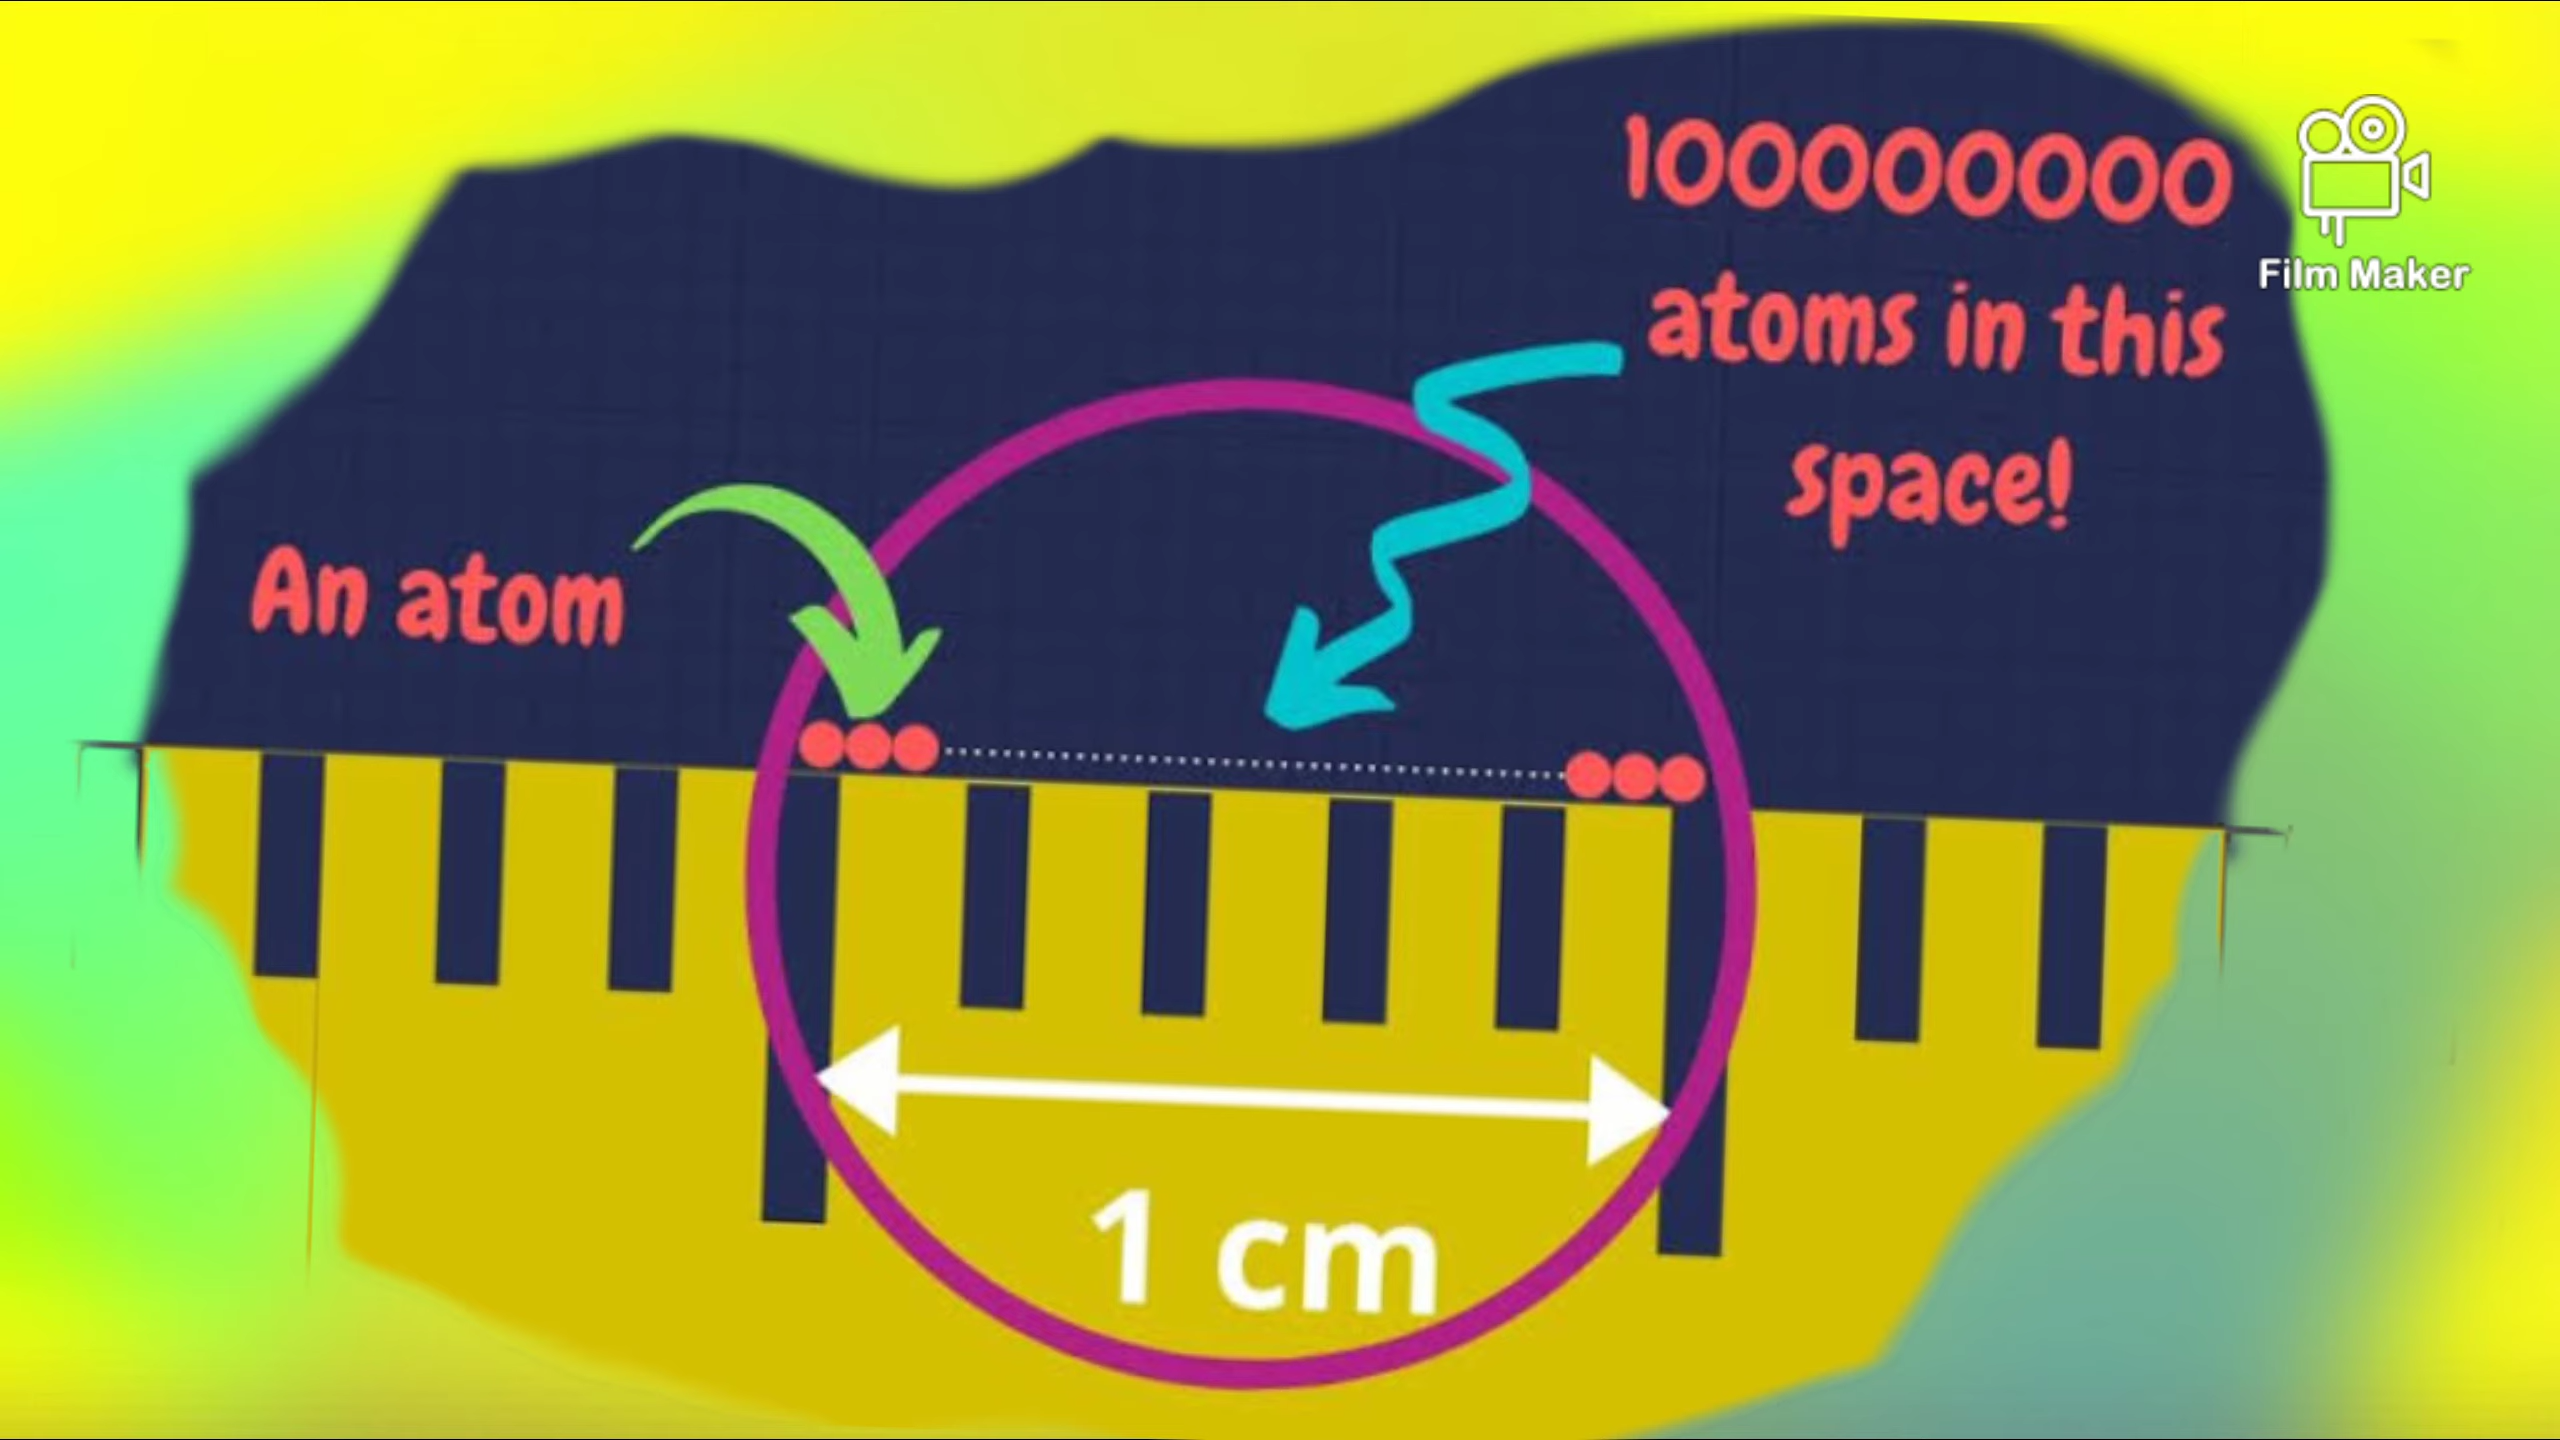 100000000
atoms in this
space!
Film Maker
An atom
1 cm